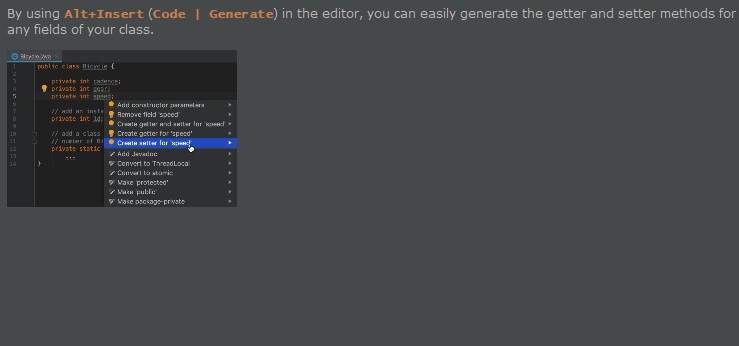 By using Alt+Insert (Code | Generate) in the editor, you can easily generate the getter and setter methods for
any fields of your class.
Bicycle.java
1 public class Bicycle {
2
3 private int cadence;
4 private int gear;
5 private int speed;
6
7 // add an insta
8 private int id;
9
10 // add a class
11 // number of Bi
12 private static
13 ...
14 }
Add constructor parameters
Remove field 'speed'
Create getter and setter for 'speed'
Create getter for 'speed'
Create setter for 'speed'
Add Javadoc
Convert to ThreadLocal
Convert to atomic
Make 'protected'
Make 'public'
Make package-private